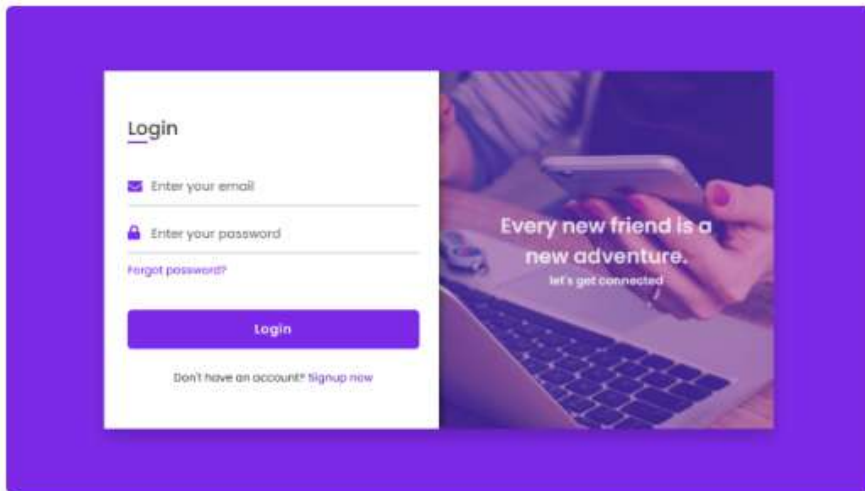 Login
Enter your email
Enter your password
Forgot password?
Login
Don't have an account? Signup now
Every new friend is a
new adventure.
let's get connected